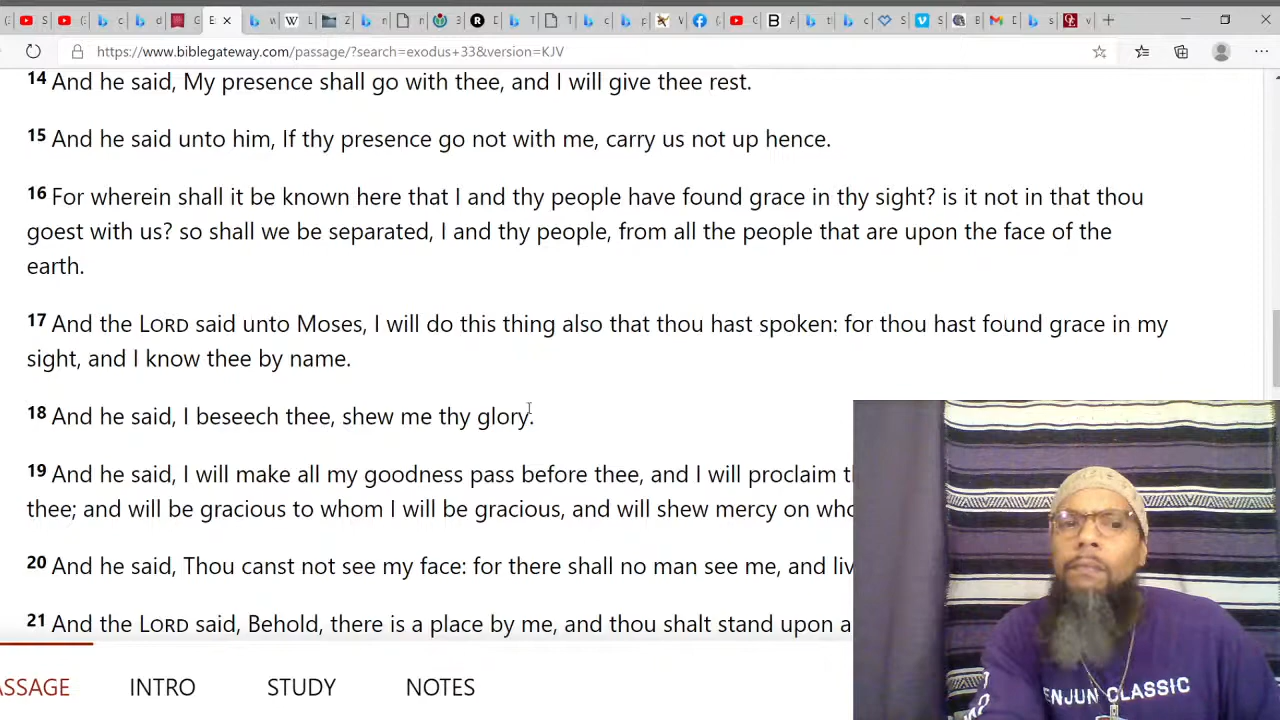 https://www.biblegateway.com/passage/?search=exodus+33&version=KJV
14 And he said, My presence shall go with thee, and I will give thee rest.
15 And he said unto him, If thy presence go not with me, carry us not up hence.
16 For wherein shall it be known here that I and thy people have found grace in thy sight? is it not in that thou
goest with us? so shall we be separated, I and thy people, from all the people that are upon the face of the
earth.
17 And the LORD said unto Moses, I will do this thing also that thou hast spoken: for thou hast found grace in my
sight, and I know thee by name.
18 And he said, I beseech thee, shew me thy glory.
19 And he said, I will make all my goodness pass before thee, and I will proclaim
thee; and will be gracious to whom I will be gracious, and will shew mercy on
20 And he said, Thou canst not see my face: for there shall no man see me, and
21 And the LORD said, Behold, there is a place by me, and thou shalt stand upon a
INTRO STUDY NOTES
ENJUN CLASSIC